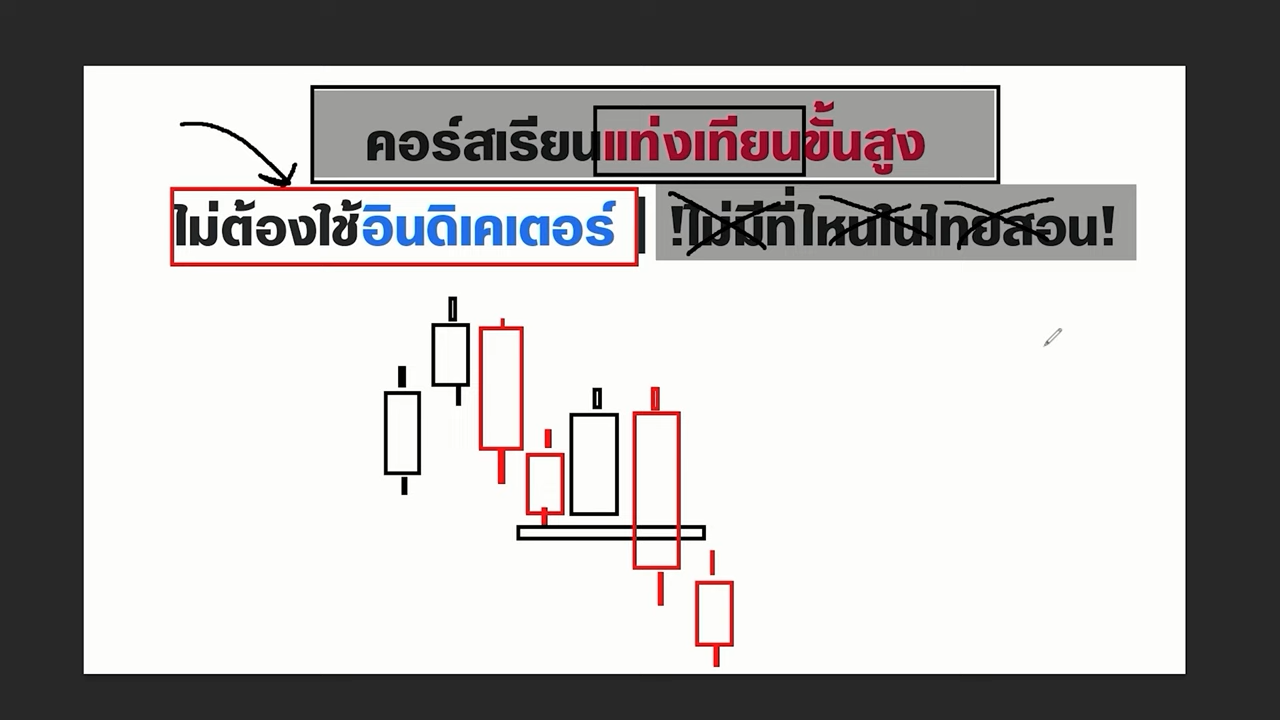 คอร์สเรียนแท่งเทียนขั้นสูง
ไม่ต้องใช้อินดิเคเตอร์ | !ไม่มีที่ไหนในไทยสอน!